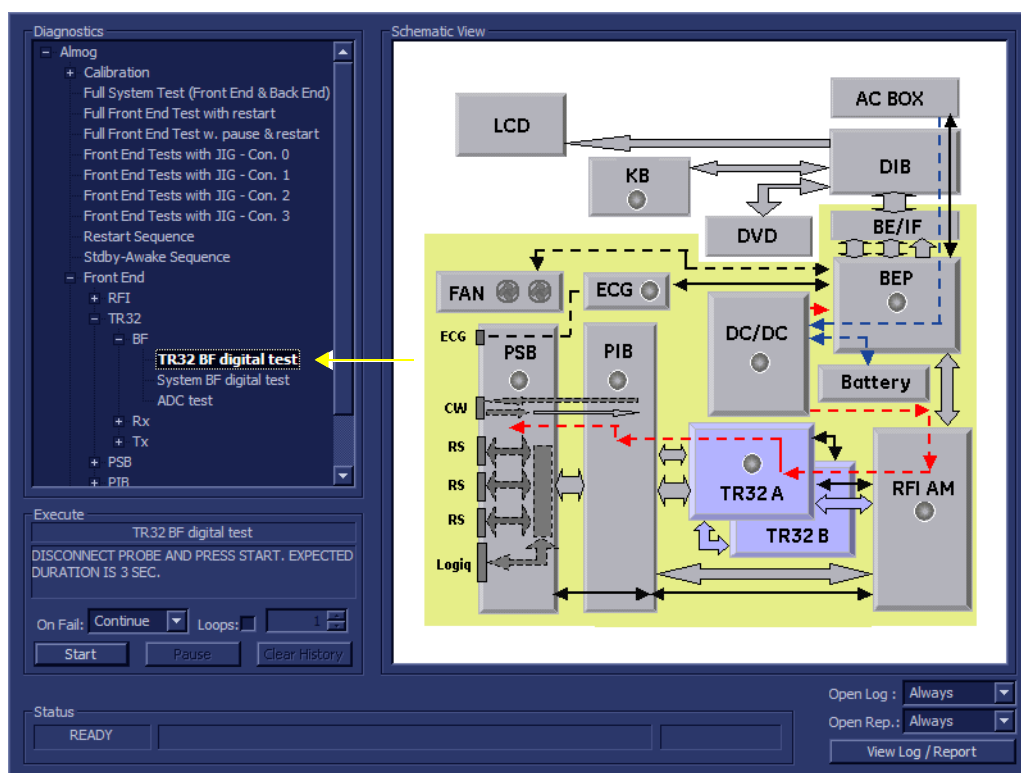 Diagnostics
Almog
Calibration
Full System Test (Front End & Back End)
Full Front End Test with restart
Full Front End Test w. pause & restart
Front End Tests with JIG - Con. 0
Front End Tests with JIG - Con. 1
Front End Tests with JIG - Con. 2
Front End Tests with JIG - Con. 3
Restart Sequence
Stdby-Awake Sequence
Front End
RFI
TR32
BF
TR32 BF digital test
System BF digital test
ADC test
Rx
Tx
PSB
PIB
Execute
TR32 BF digital test
DISCONNECT PROBE AND PRESS START. EXPECTED
DURATION IS 3 SEC.
On Fail: Continue Loops: 1
Start Pause Clear History
Schematic View
AC BOX
LCD
DIB
KB
DVD
BE/IF
BEP
FAN
ECG
DC/DC
ECG
PSB
PIB
Battery
CW
RS
RS
RS
Logiq
TR32 A
TR32 B
RFI AM
Status
READY
Open Log : Always
Open Rep.: Always
View Log / Report